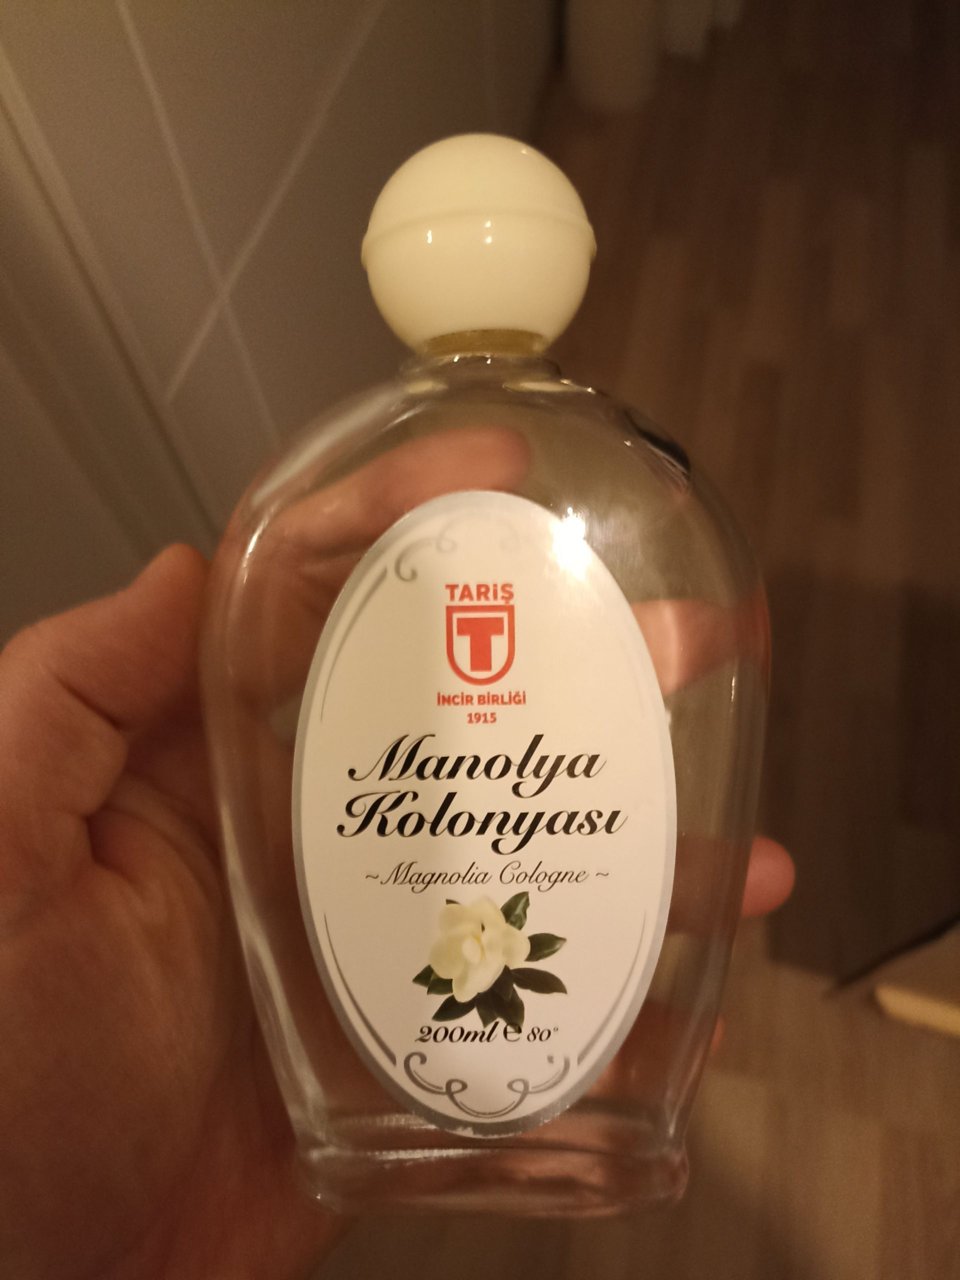 TARİŞ
T
İNCİR BİRLİĞİ
1915
Manolya
Kolonyası
~Magnolia Cologne~
200ml ℮ 80°